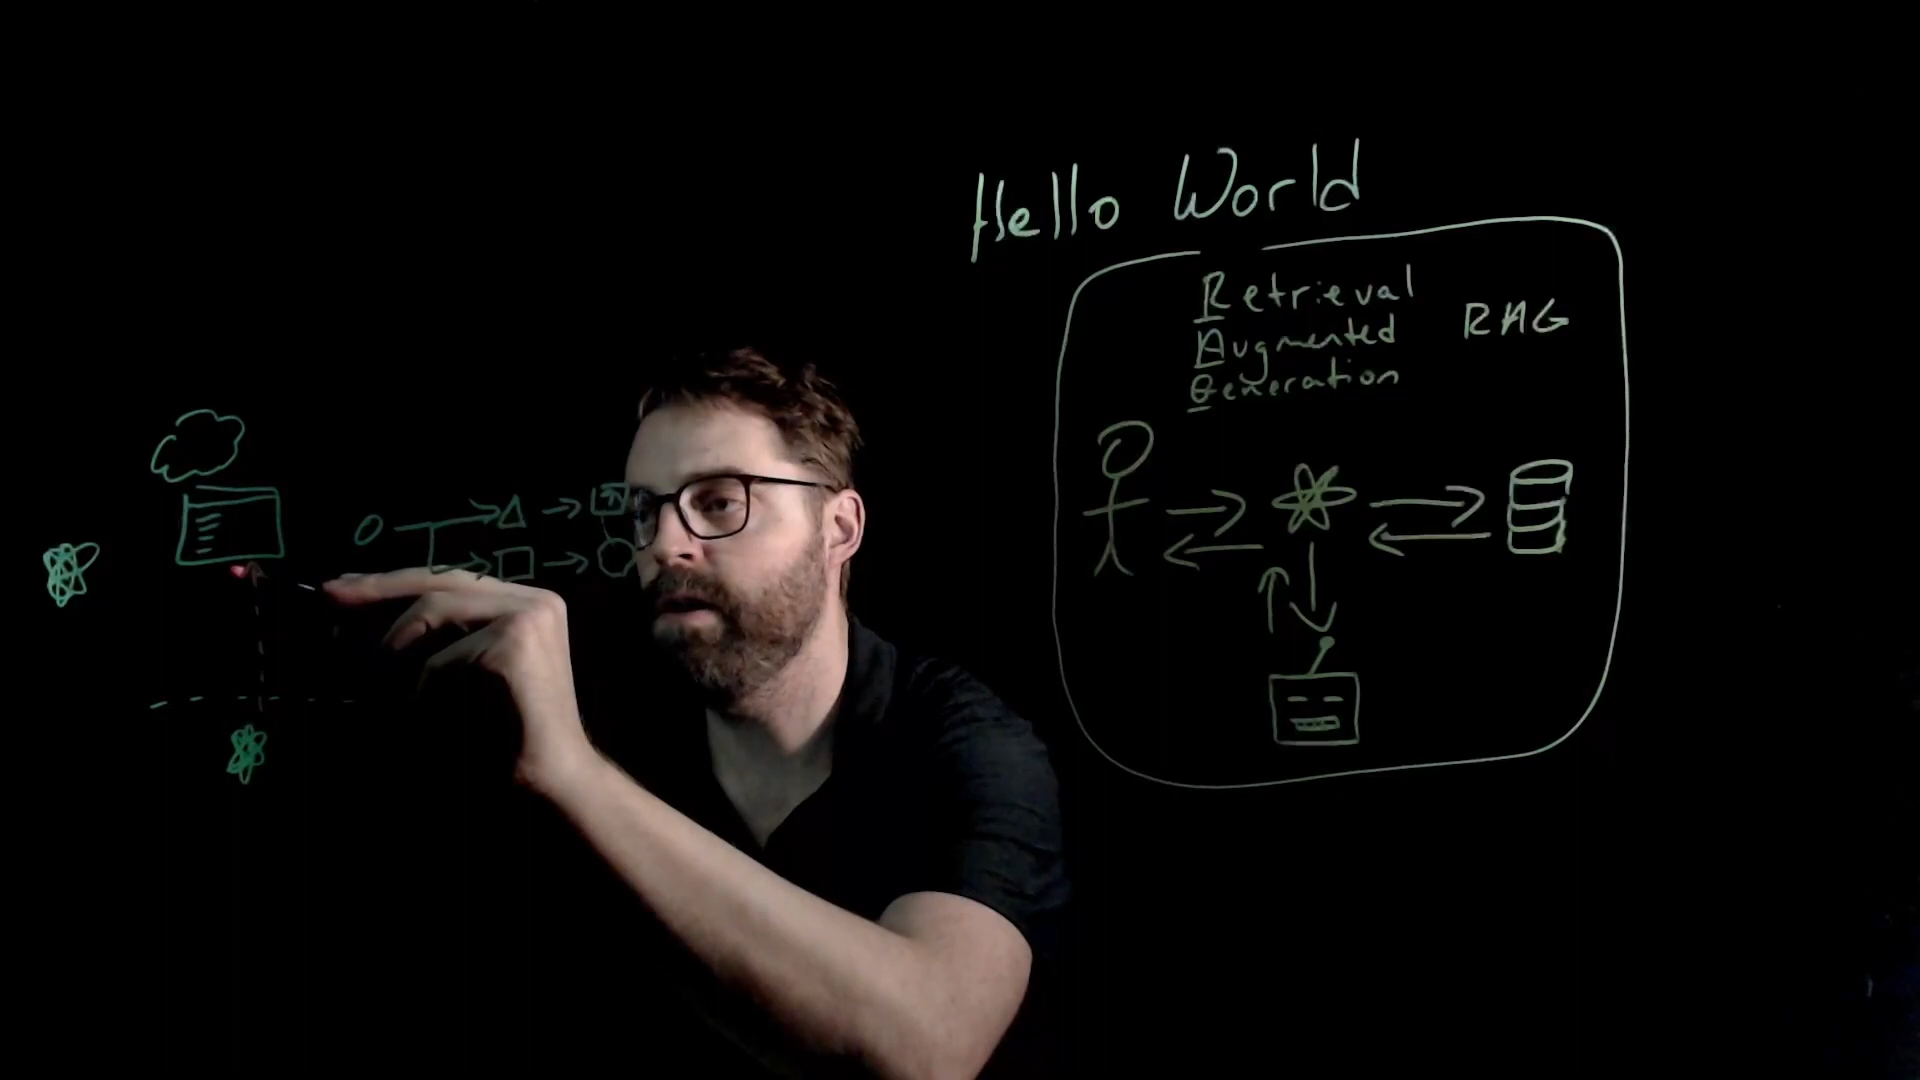 Hello World
Retrieval
Augmented
Generation
RAG